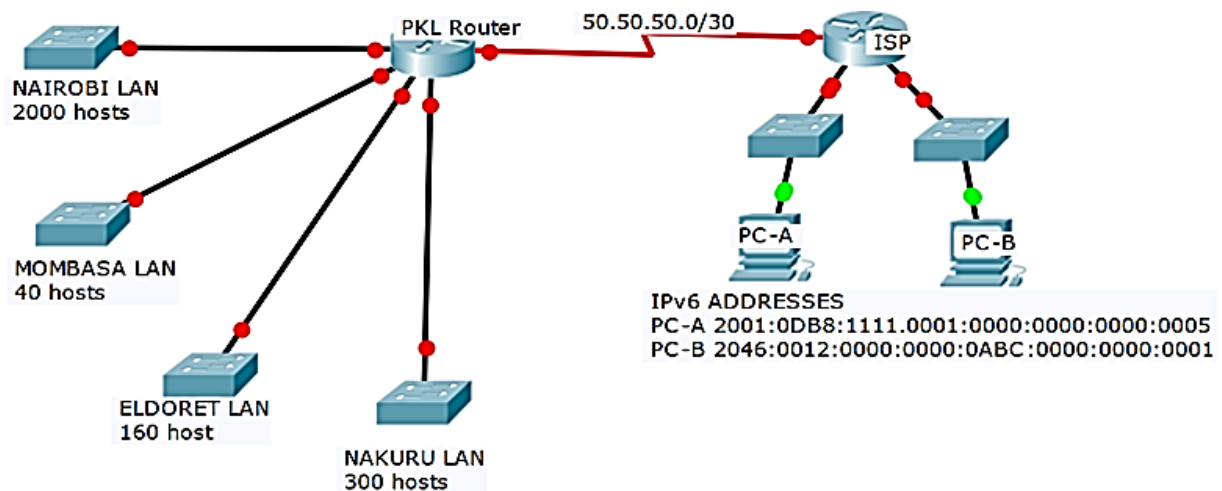 50.50.50.0/30
PKL Router
ISP
NAIROBI LAN
2000 hosts
MOMBASA LAN
40 hosts
ELDORET LAN
160 host
NAKURU LAN
300 hosts
PC-A
PC-B
IPv6 ADDRESSES
PC-A 2001:0DB8:1111.0001:0000:0000:0000:0005
PC-B 2046:0012:0000:0000:0ABC:0000:0000:0001